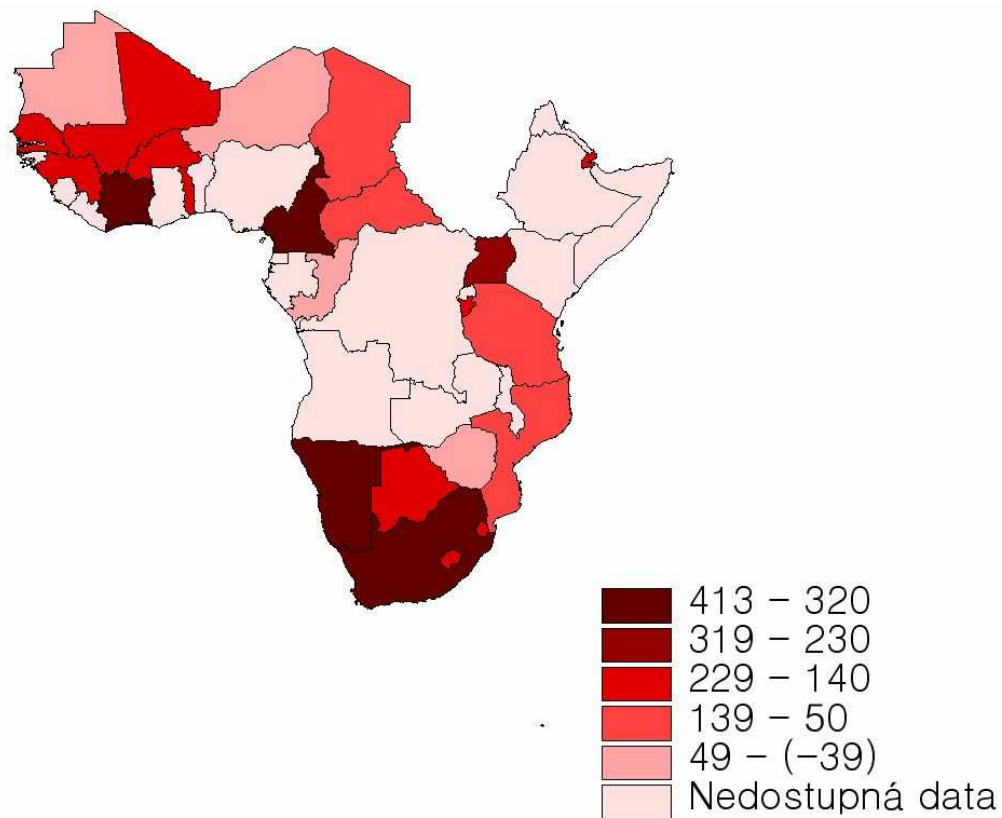 413 – 320
319 – 230
229 – 140
139 – 50
49 – (–39)
Nedostupná data